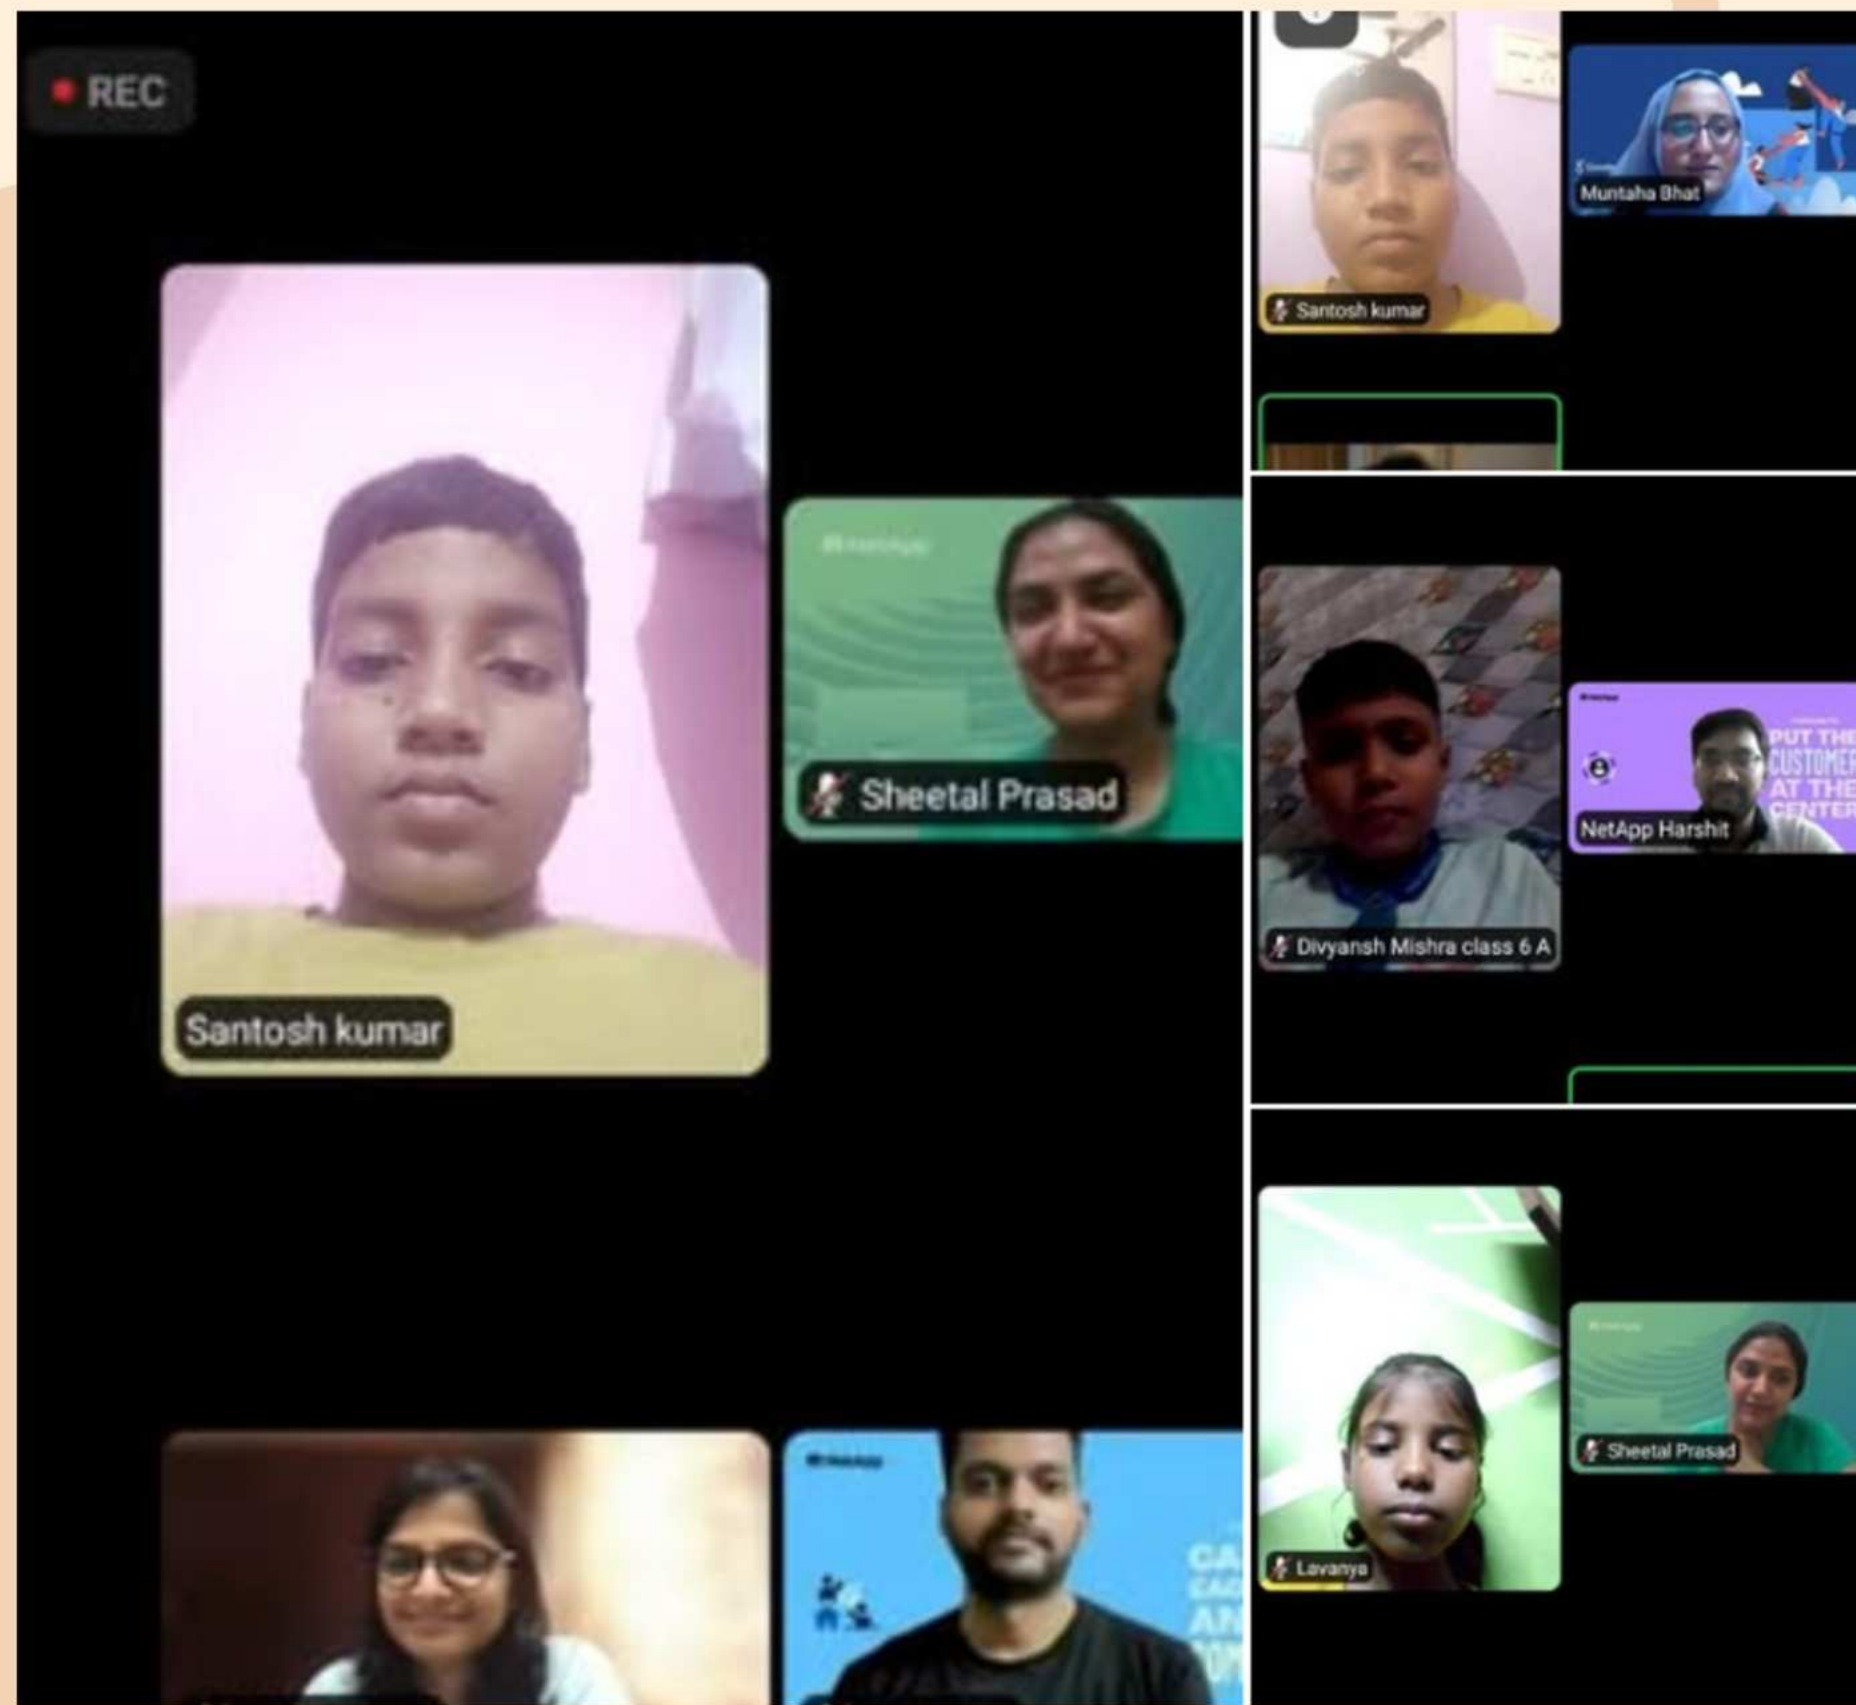 REC
Santosh kumar
Sheetal Prasad
Santosh kumar
Muntaha Bhat
Divyansh Mishra class 6 A
NetApp Harshit
PUT THE
CUSTOMER
AT THE
CENTER
Lavanya
Sheetal Prasad